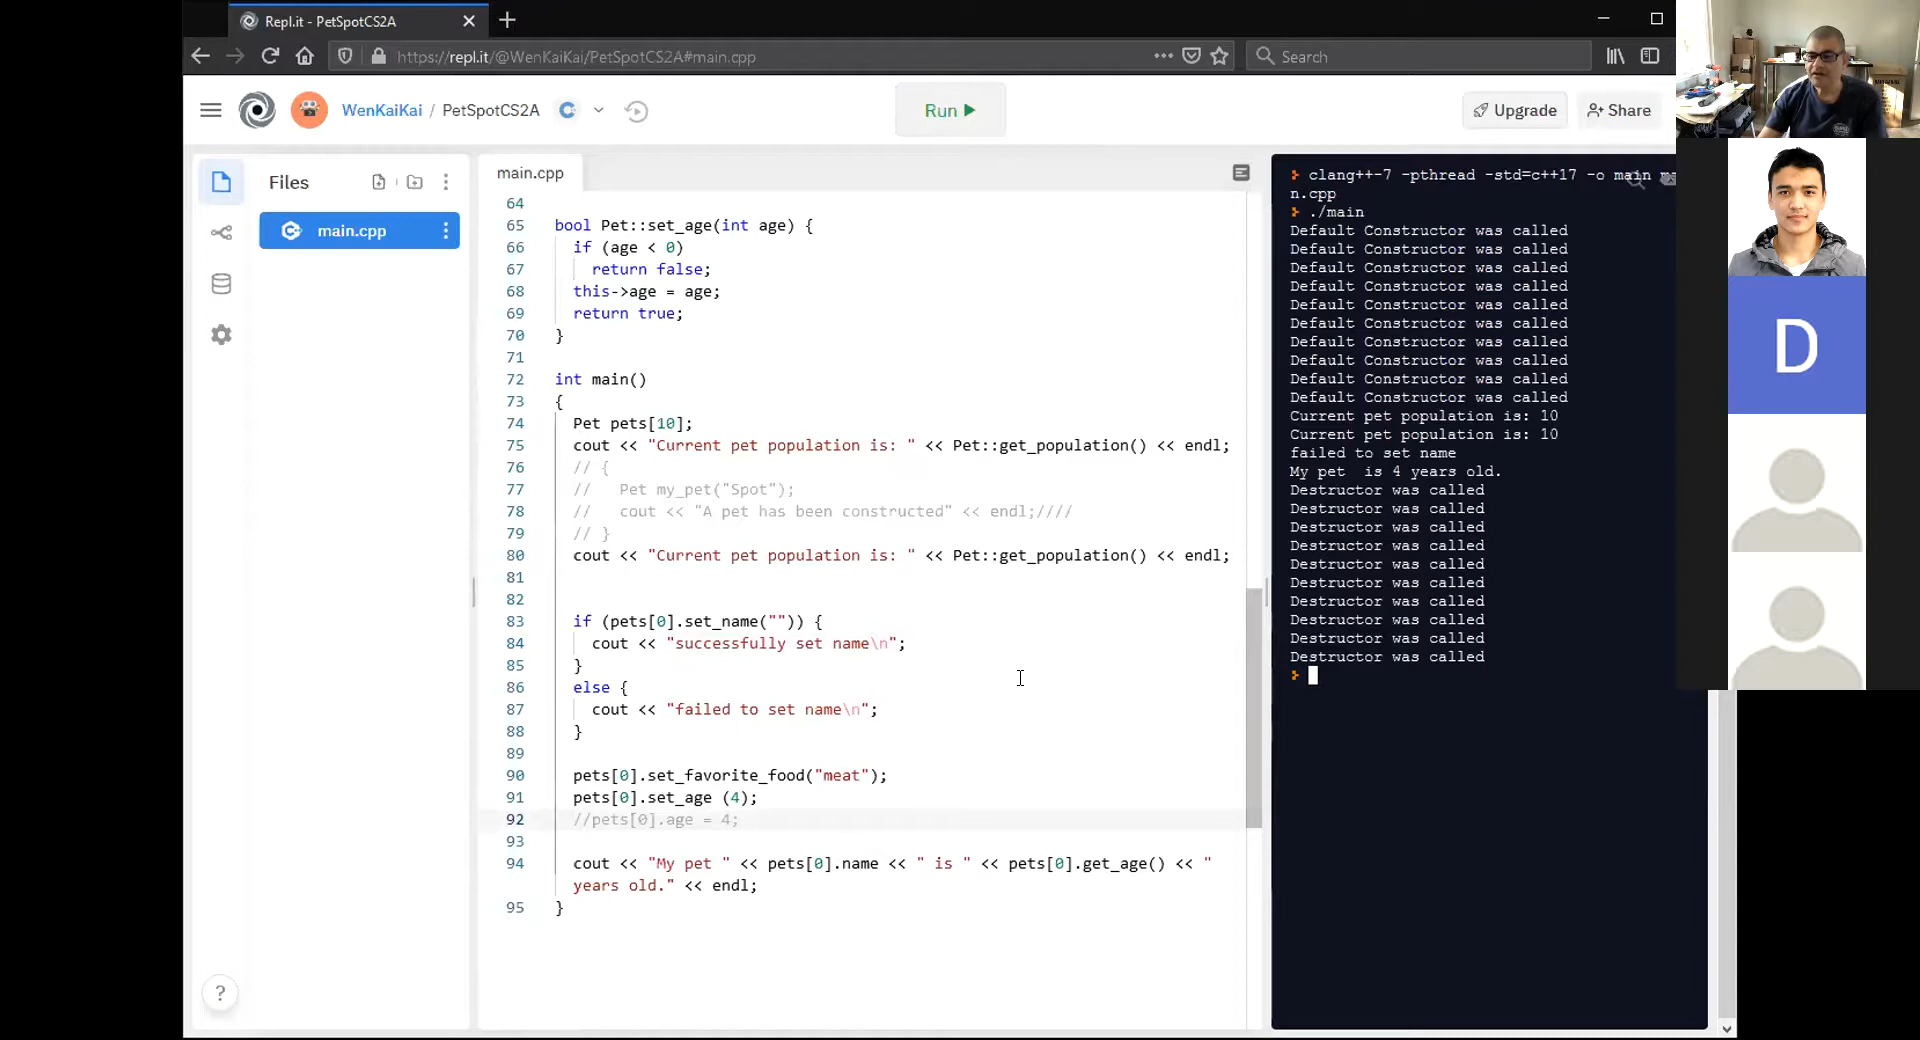 Repl.it - PetSpotCS2A
https://repl.it/@WenKaiKai/PetSpotCS2A#main.cpp
Search
WenKaiKai / PetSpotCS2A
Run
Upgrade
Share
Files
main.cpp
main.cpp
64
65 bool Pet::set_age(int age) {
66 if (age < 0)
67 return false;
68 this->age = age;
69 return true;
70 }
71
72 int main()
73 {
74 Pet pets[10];
75 cout << "Current pet population is: " << Pet::get_population() << endl;
76 // {
77 // Pet my_pet("Spot");
78 // cout << "A pet has been constructed" << endl;////
79 // }
80 cout << "Current pet population is: " << Pet::get_population() << endl;
81
82
83 if (pets[0].set_name("")) {
84 cout << "successfully set name\n";
85 }
86 else {
87 cout << "failed to set name\n";
88 }
89
90 pets[0].set_favorite_food("meat");
91 pets[0].set_age (4);
92 //pets[0].age = 4;
93
94 cout << "My pet " << pets[0].name << " is " << pets[0].get_age() << "
years old." << endl;
95 }
?
clang++-7 -pthread -std=c++17 -o main ma
n.cpp
./main
Default Constructor was called
Default Constructor was called
Default Constructor was called
Default Constructor was called
Default Constructor was called
Default Constructor was called
Default Constructor was called
Default Constructor was called
Default Constructor was called
Default Constructor was called
Current pet population is: 10
Current pet population is: 10
failed to set name
My pet  is 4 years old.
Destructor was called
Destructor was called
Destructor was called
Destructor was called
Destructor was called
Destructor was called
Destructor was called
Destructor was called
Destructor was called
Destructor was called
D